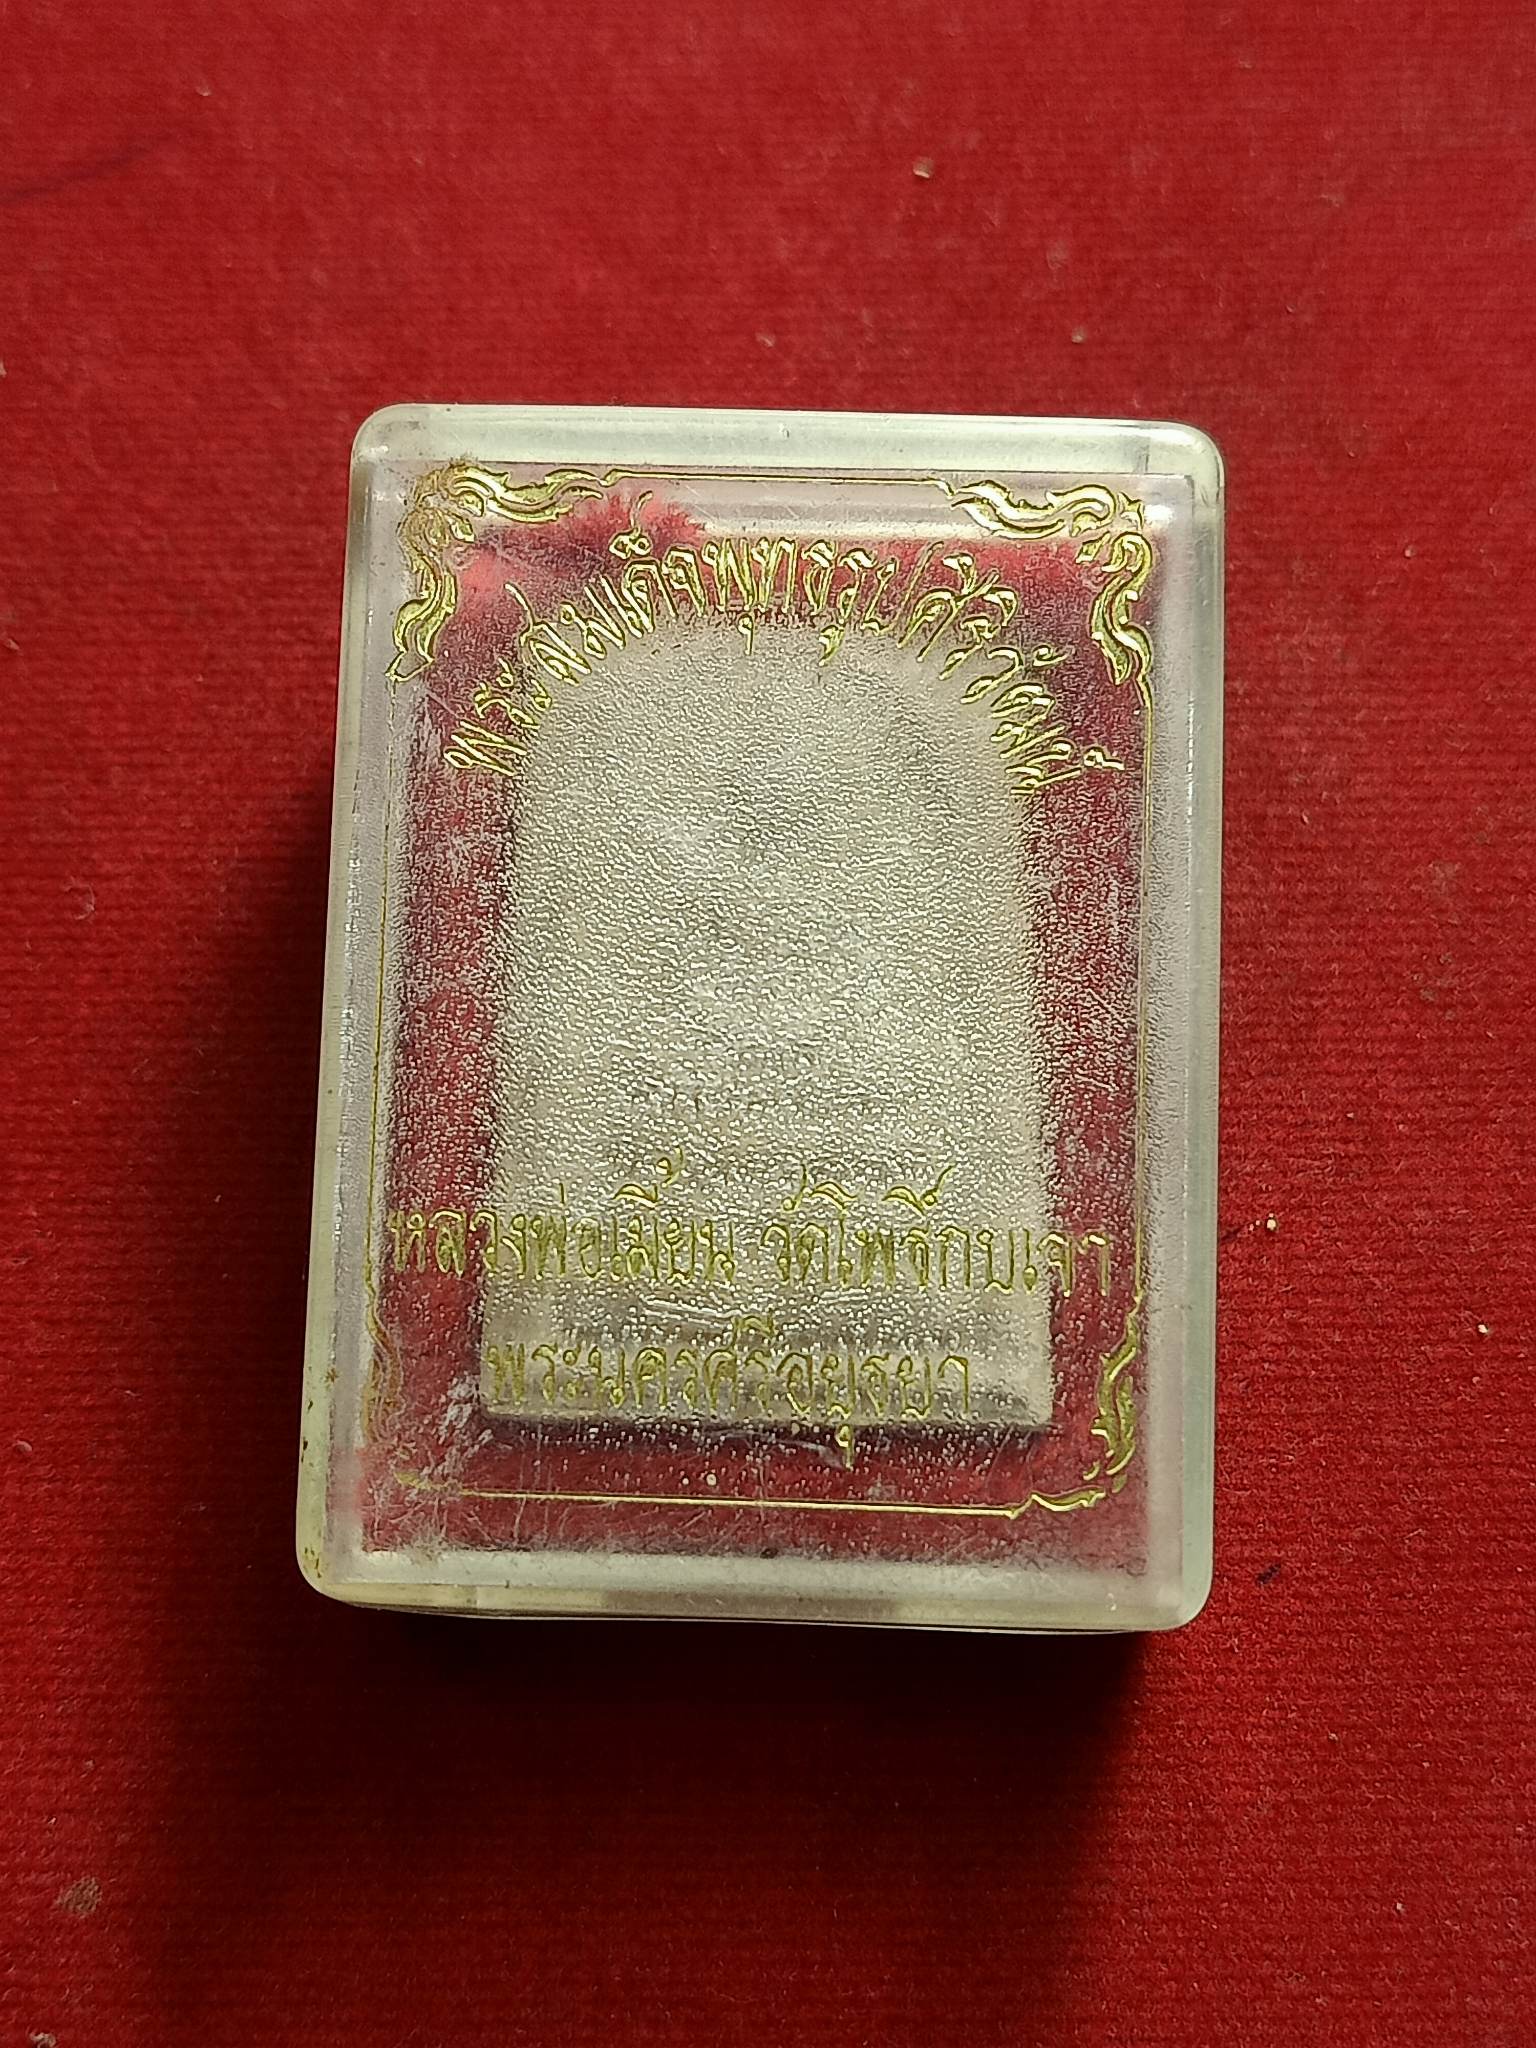 พระสมเด็จพุทธรูปศิลวัฒน์
หลวงพ่อเมี้ยน วัดโพธิ์กบเจา
พระนครศรีอยุธยา